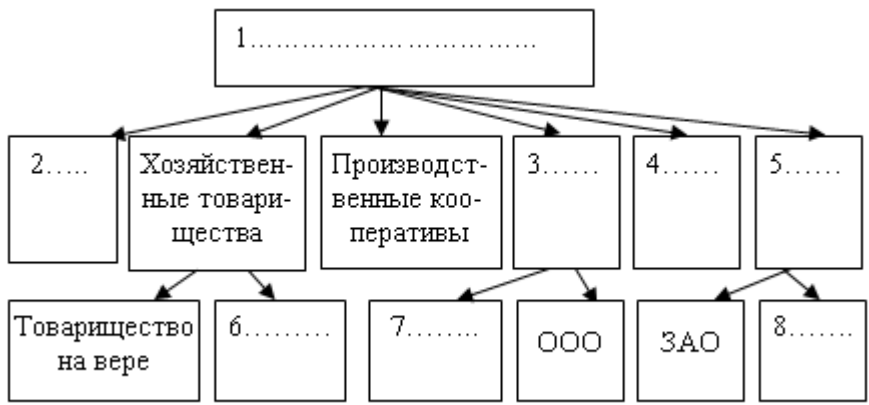 1………………………………
2…..
Хозяйствен-
ные товари-
щества
Производст-
венные коо-
перативы
3……
4……
5……
Товарищество
на вере
6………
7……..
ООО
ЗАО
8…….